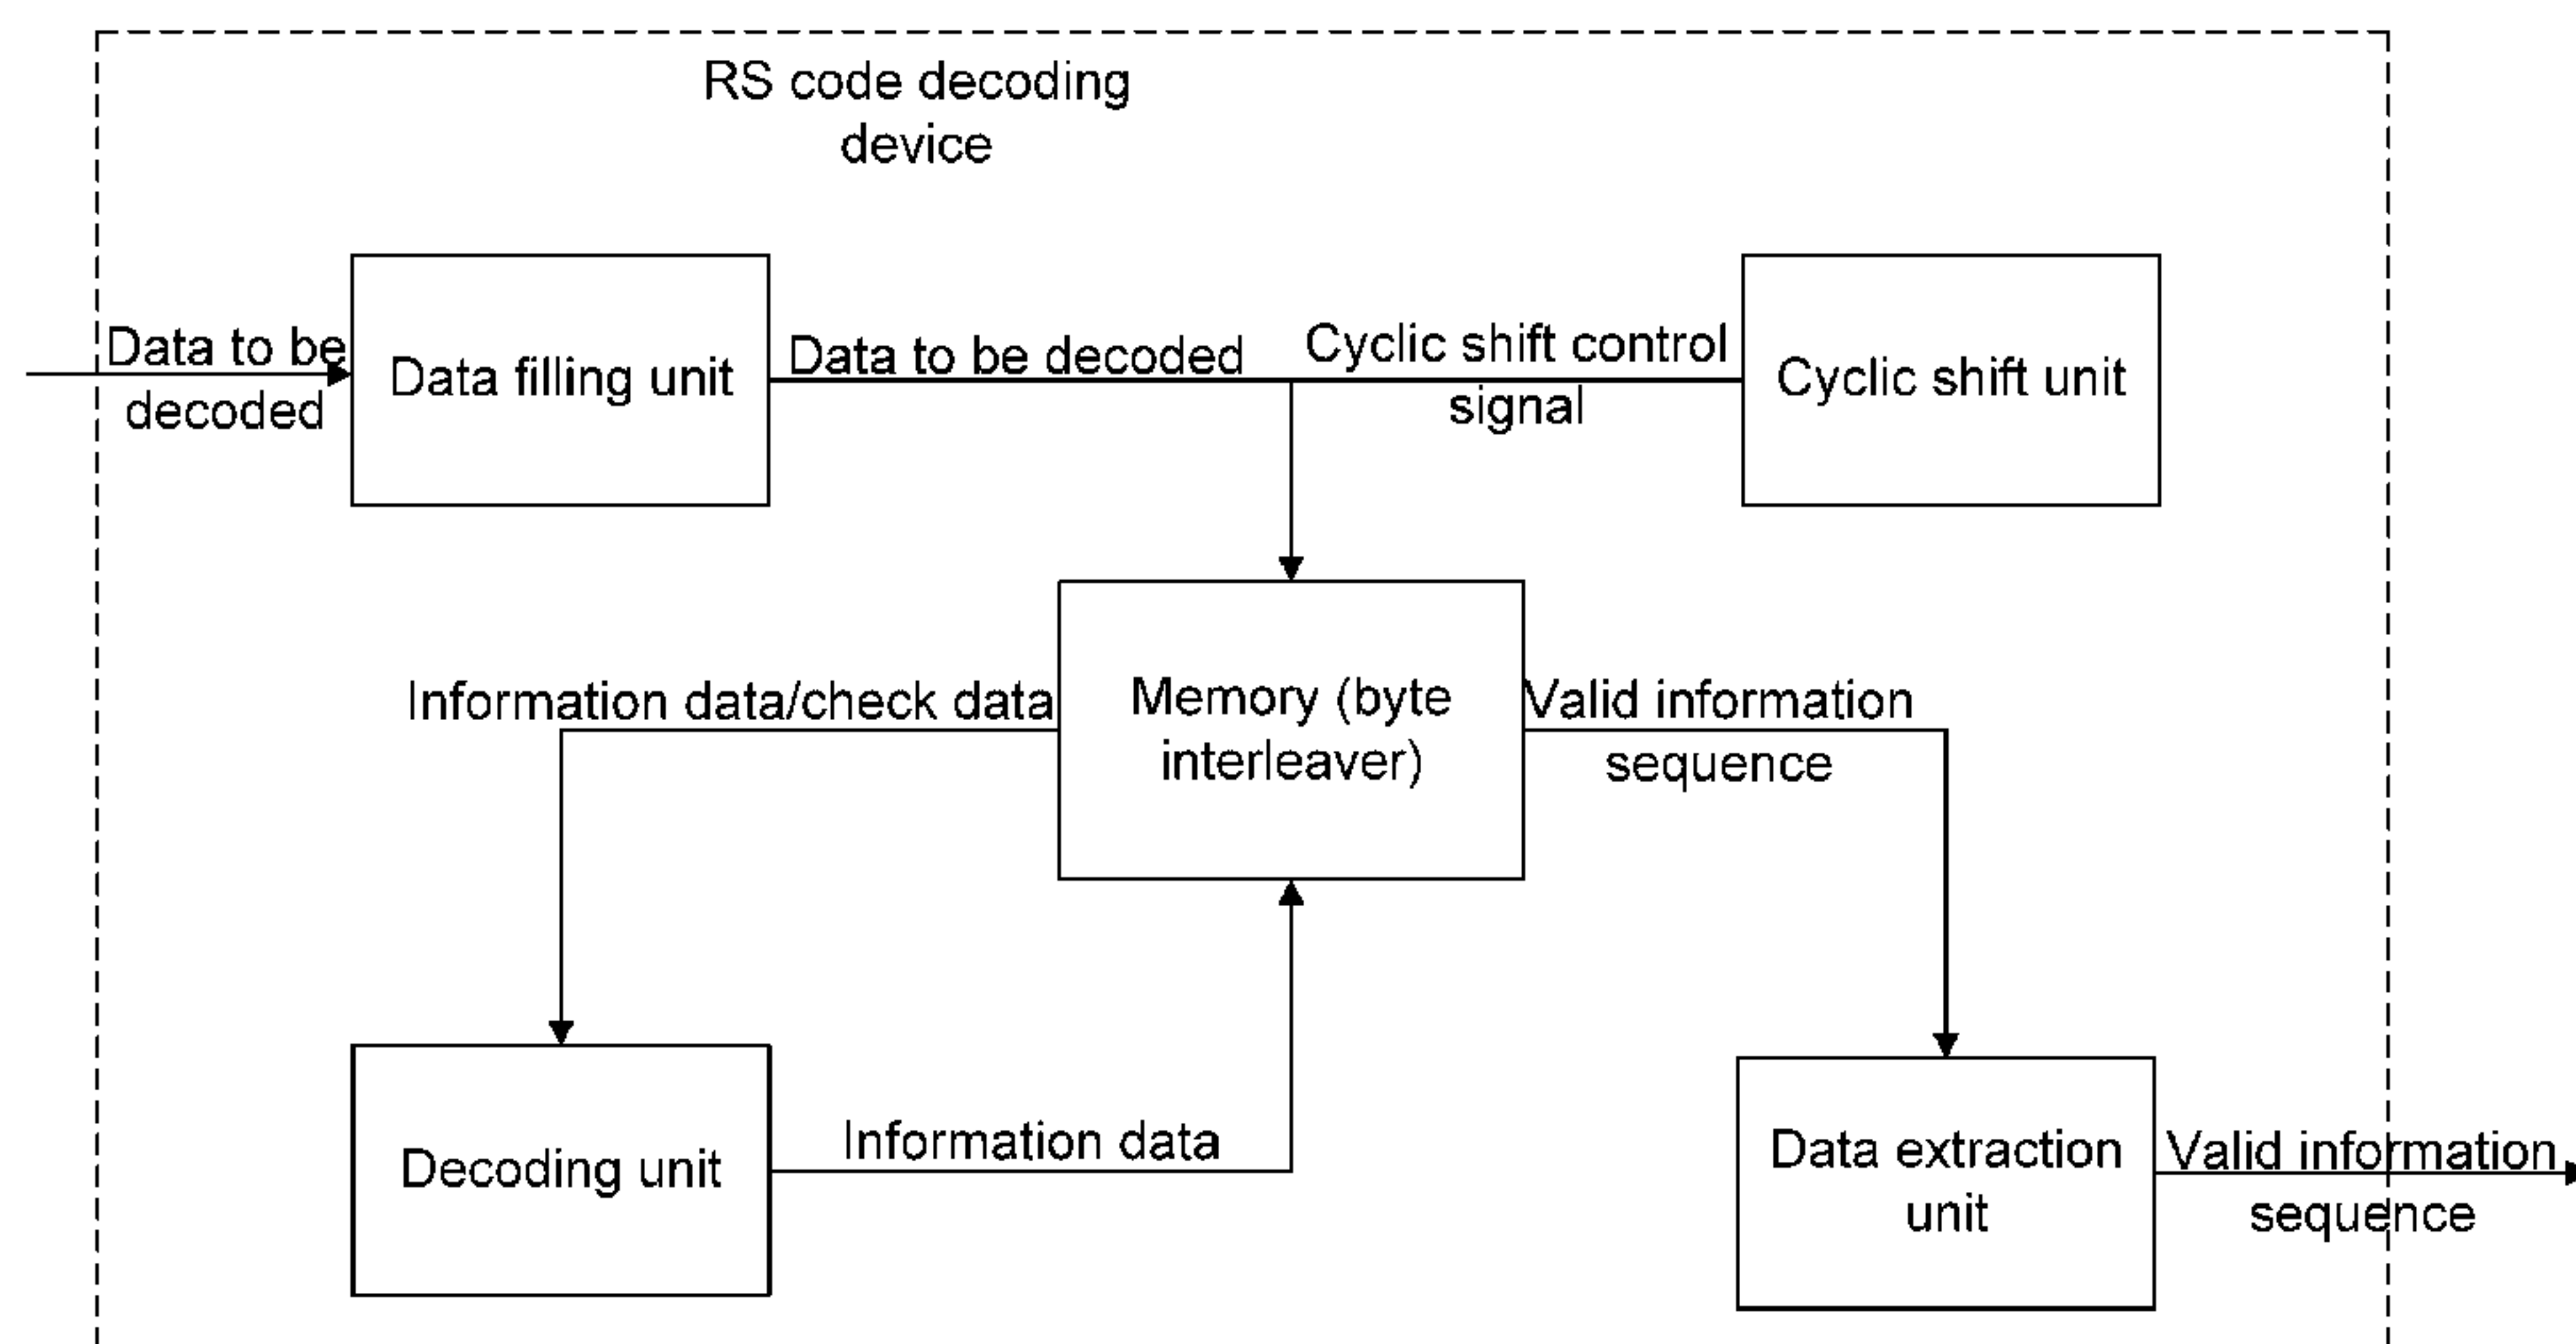 RS code decoding
device
Data to be
decoded
Data filling unit
Data to be decoded
Cyclic shift control
signal
Cyclic shift unit
Information data/check data
Memory (byte
interleaver)
Valid information
sequence
Decoding unit
Information data
Data extraction
unit
Valid information
sequence